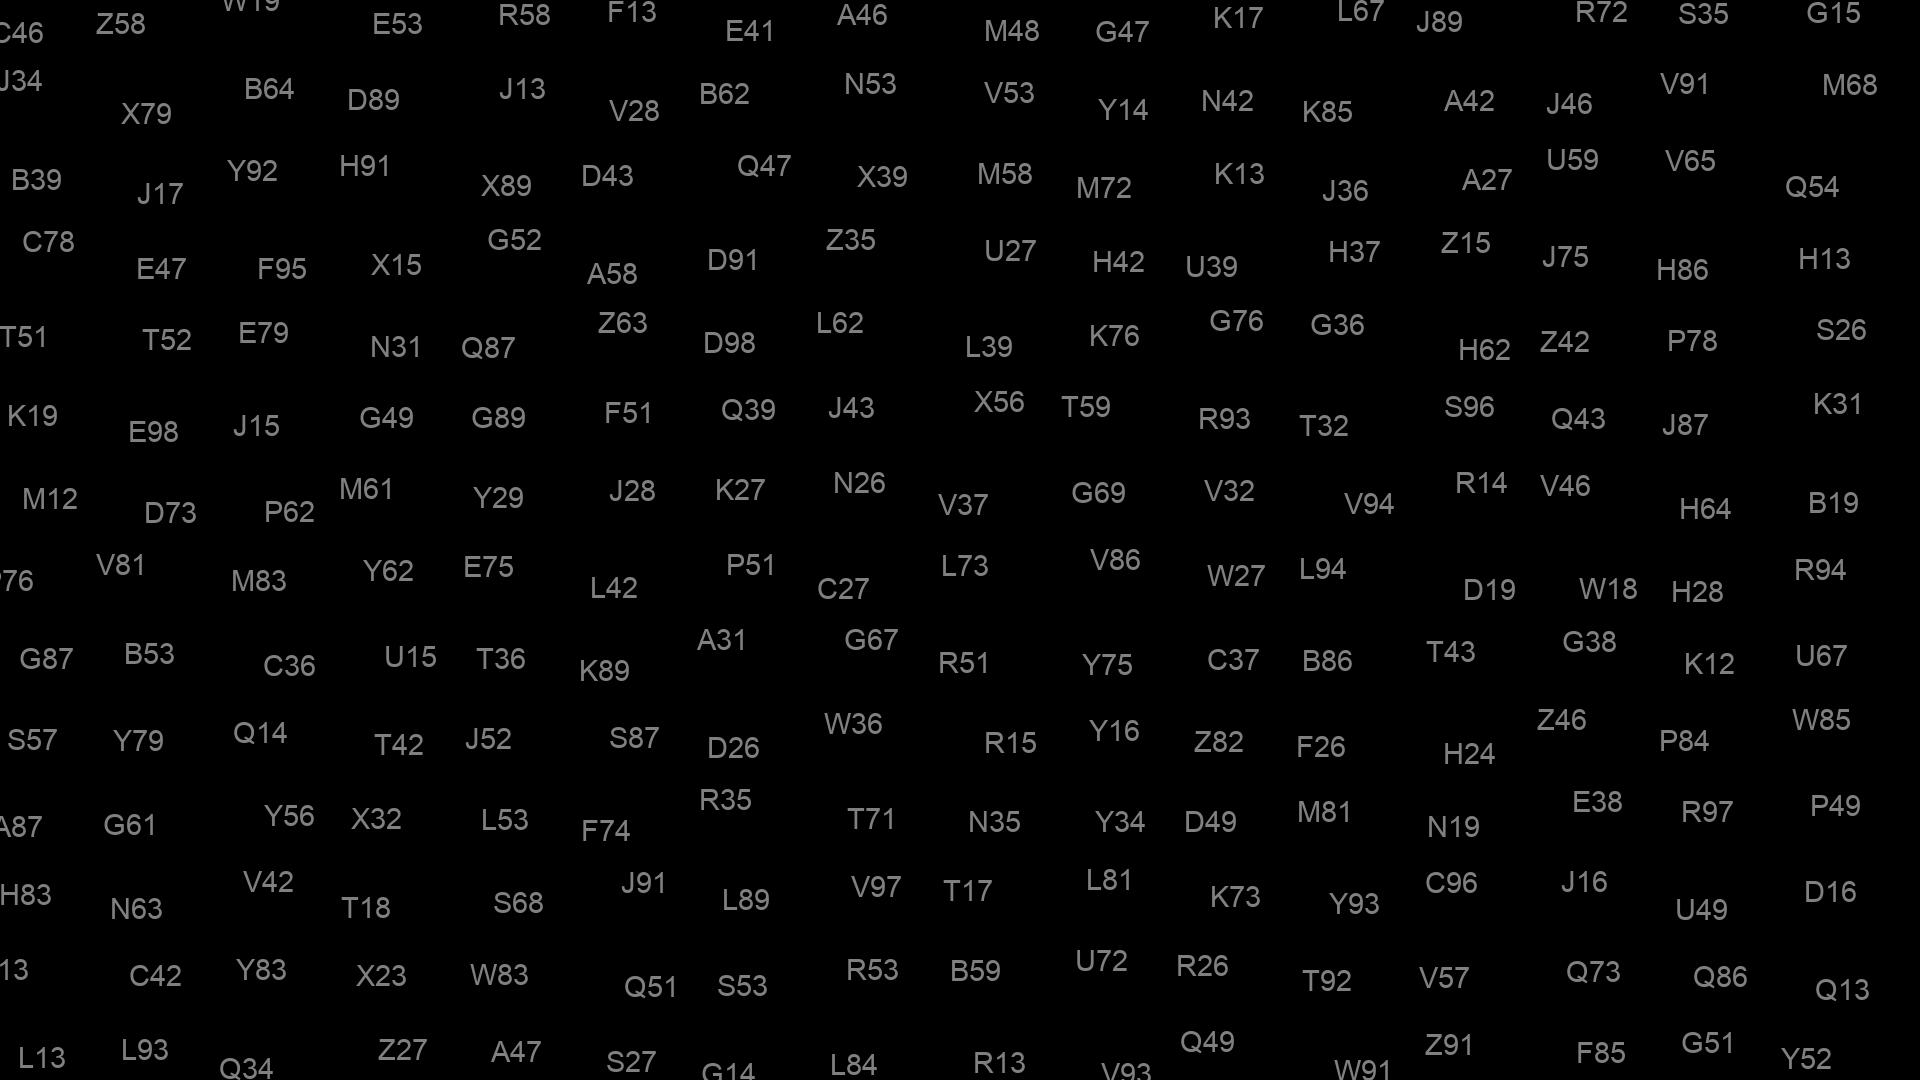 C46 Z58 W19 E53 R58 F13 E41 A46 M48 G47 K17 L67 J89 R72 S35 G15
J34 X79 B64 D89 J13 V28 B62 N53 V53 Y14 N42 K85 A42 J46 V91 M68
B39 J17 Y92 H91 X89 D43 Q47 X39 M58 M72 K13 J36 A27 U59 V65 Q54
C78 E47 F95 X15 G52 A58 D91 Z35 U27 H42 U39 H37 Z15 J75 H86 H13
T51 T52 E79 N31 Q87 Z63 D98 L62 L39 K76 G76 G36 H62 Z42 P78 S26
K19 E98 J15 G49 G89 F51 Q39 J43 X56 T59 R93 T32 S96 Q43 J87 K31
M12 D73 P62 M61 Y29 J28 K27 N26 V37 G69 V32 V94 R14 V46 H64 B19
76 V81 M83 Y62 E75 L42 P51 C27 L73 V86 W27 L94 D19 W18 H28 R94
G87 B53 C36 U15 T36 K89 A31 G67 R51 Y75 C37 B86 T43 G38 K12 U67
S57 Y79 Q14 T42 J52 S87 D26 W36 R15 Y16 Z82 F26 H24 Z46 P84 W85
A87 G61 Y56 X32 L53 F74 R35 T71 N35 Y34 D49 M81 N19 E38 R97 P49
H83 N63 V42 T18 S68 J91 L89 V97 T17 L81 K73 Y93 C96 J16 U49 D16
13 C42 Y83 X23 W83 Q51 S53 R53 B59 U72 R26 T92 V57 Q73 Q86 Q13
L13 L93 Q34 Z27 A47 S27 G14 L84 R13 V93 Q49 W91 Z91 F85 G51 Y52